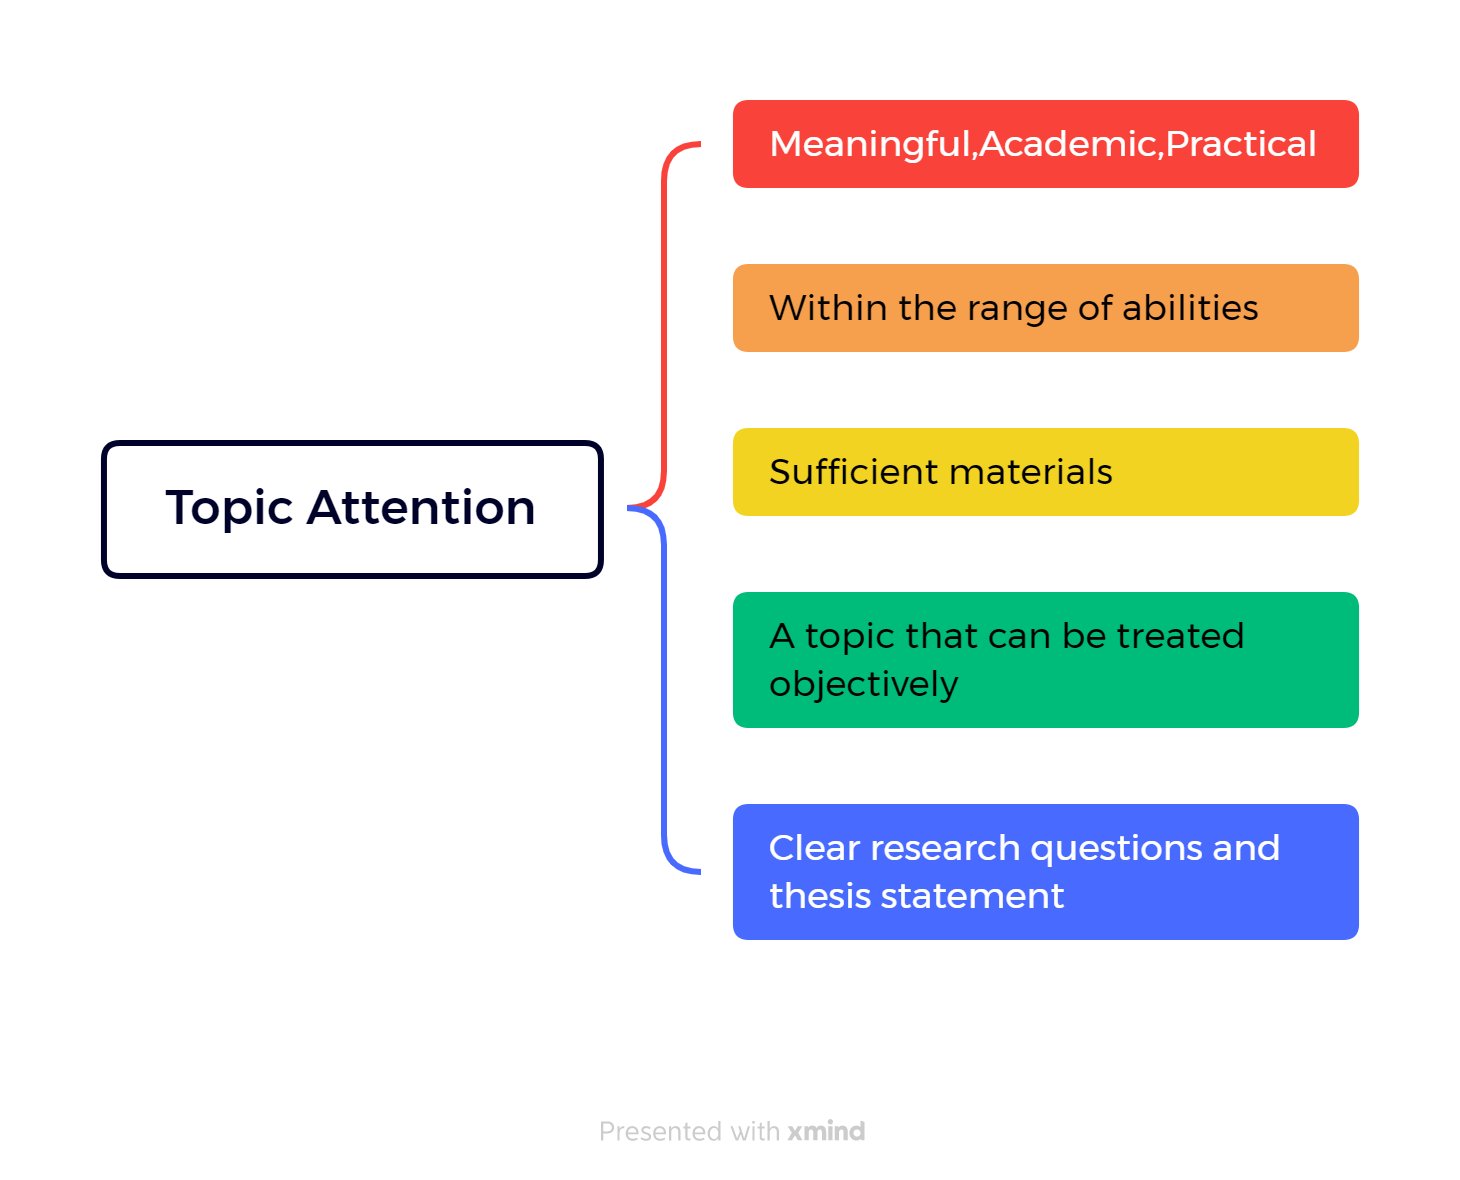 Meaningful,Academic,Practical
Within the range of abilities
Sufficient materials
Topic Attention
A topic that can be treated
objectively
Clear research questions and
thesis statement
Presented with xmind